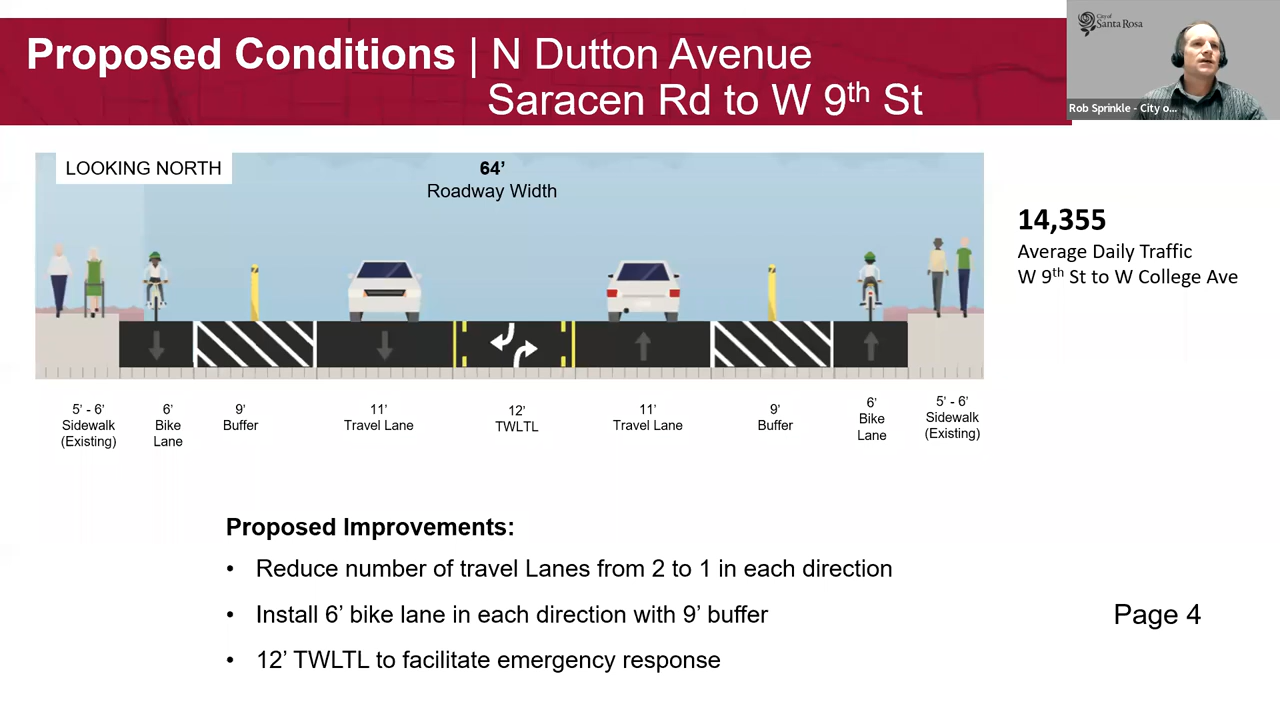 Proposed Conditions | N Dutton Avenue
Saracen Rd to W 9th St
City of
Santa Rosa
Rob Sprinkle - City o...
LOOKING NORTH
64’
Roadway Width
14,355
Average Daily Traffic
W 9th St to W College Ave
5’ - 6’
Sidewalk
(Existing)
6’
Bike
Lane
9’
Buffer
11’
Travel Lane
12’
TWLTL
11’
Travel Lane
9’
Buffer
6’
Bike
Lane
5’ - 6’
Sidewalk
(Existing)
Proposed Improvements:
• Reduce number of travel Lanes from 2 to 1 in each direction
• Install 6’ bike lane in each direction with 9’ buffer
• 12’ TWLTL to facilitate emergency response
Page 4